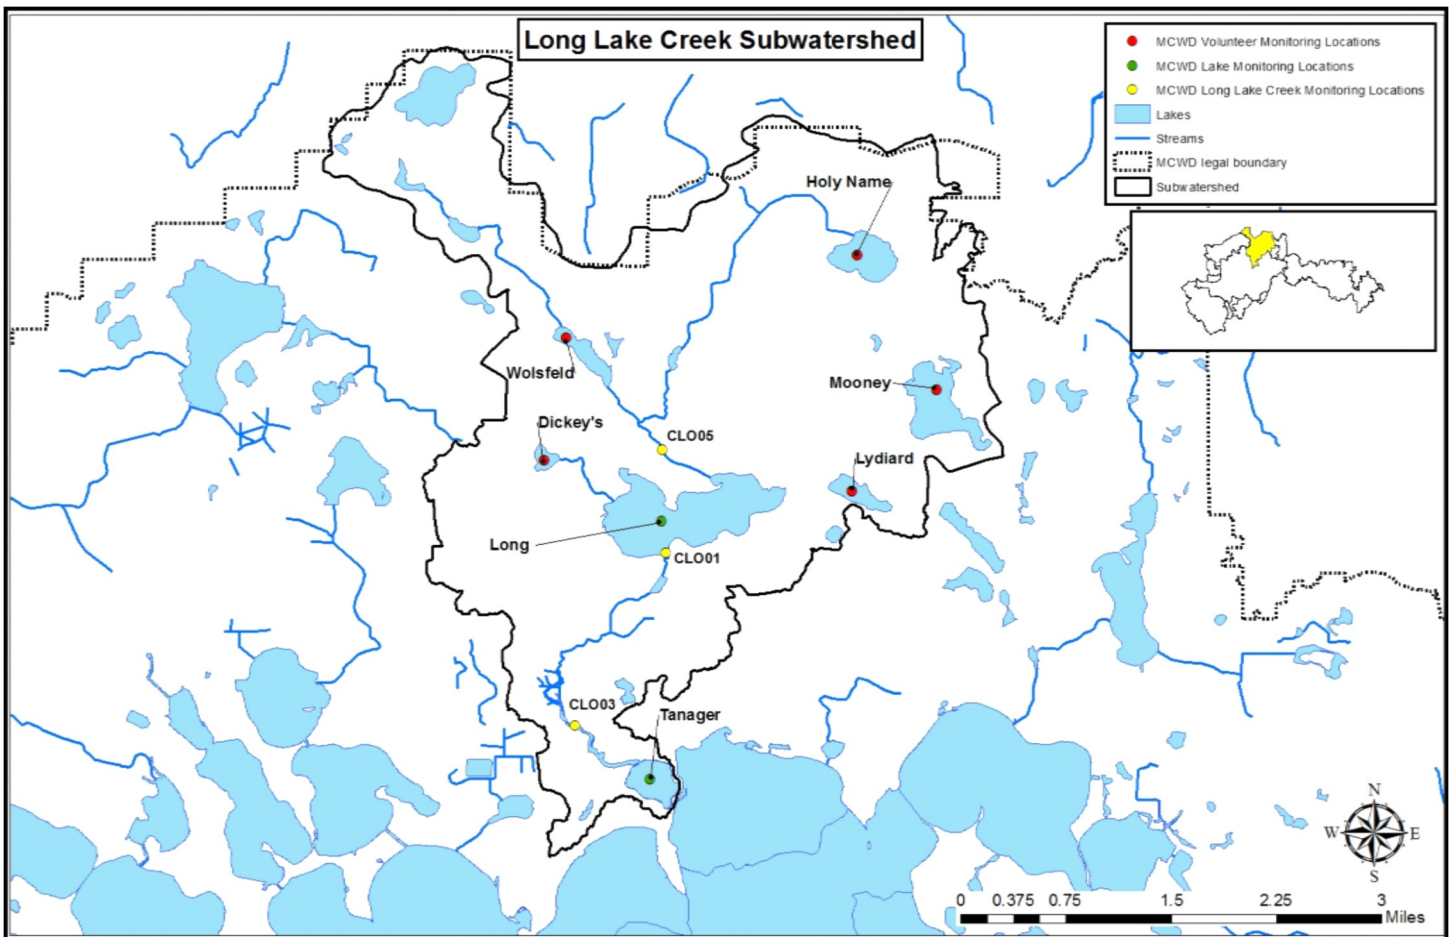 Long Lake Creek Subwatershed
MCWD Volunteer Monitoring Locations
MCWD Lake Monitoring Locations
MCWD Long Lake Creek Monitoring Locations
Lakes
Streams
MCWD legal boundary
Subwatershed
Holy Name
Wolsfeld
Mooney
Dickey's
CLO05
Lydiard
Long
CLO01
CLO03
Tanager
N
W E
S
0 0.375 0.75 1.5 2.25 3
Miles